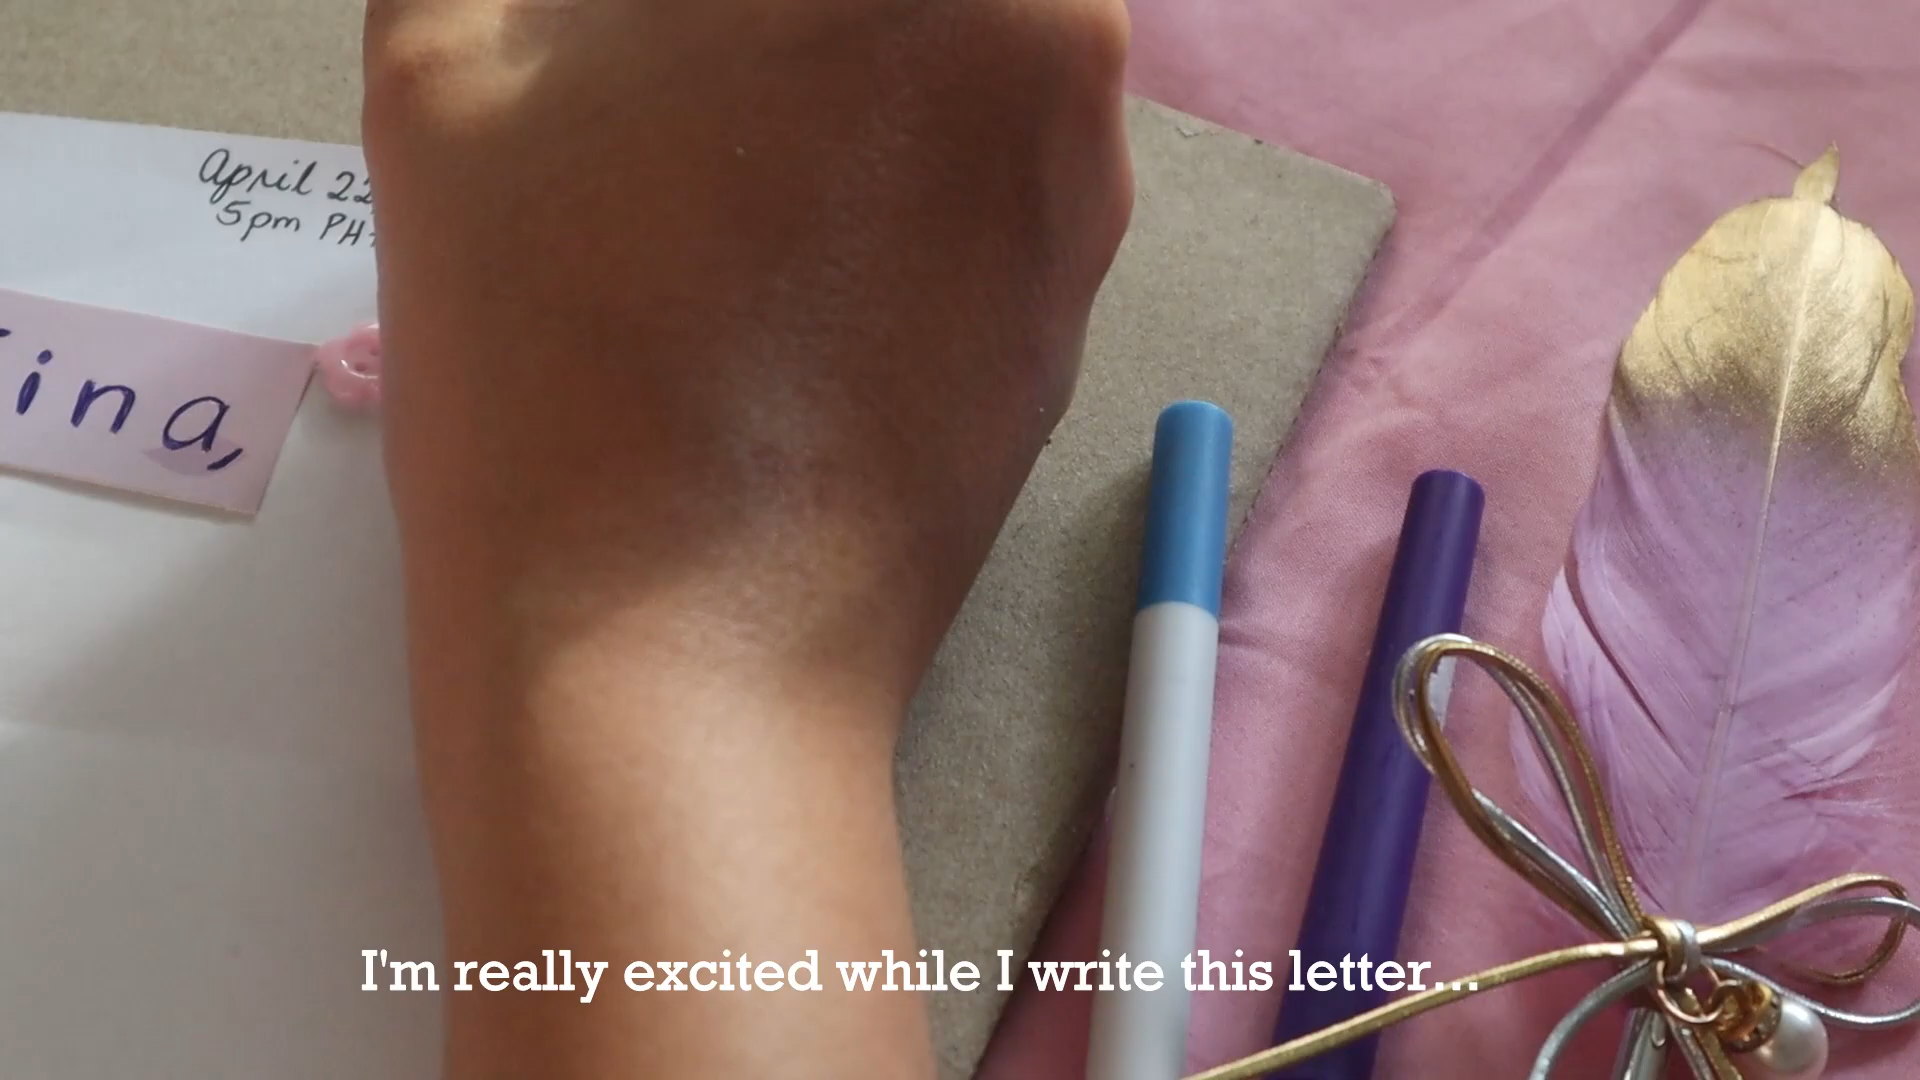 April 22
5pm PH
ina,
I'm really excited while I write this letter...